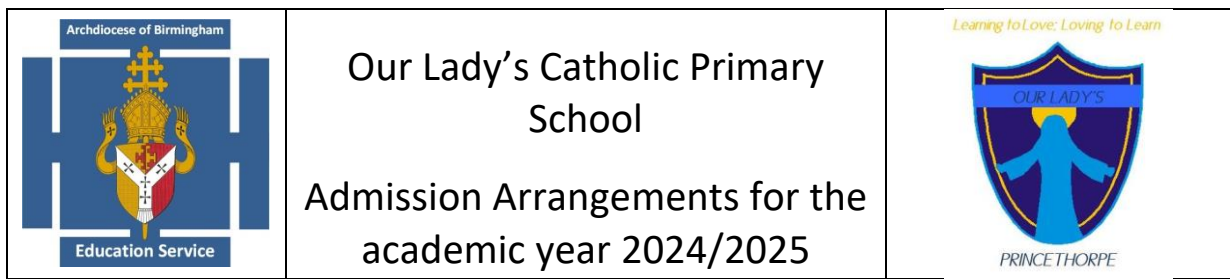 Archdiocese of Birmingham
Education Service
Our Lady’s Catholic Primary
School
Admission Arrangements for the
academic year 2024/2025
Learning to Love; Loving to Learn
OUR LADY'S
PRINCETHORPE